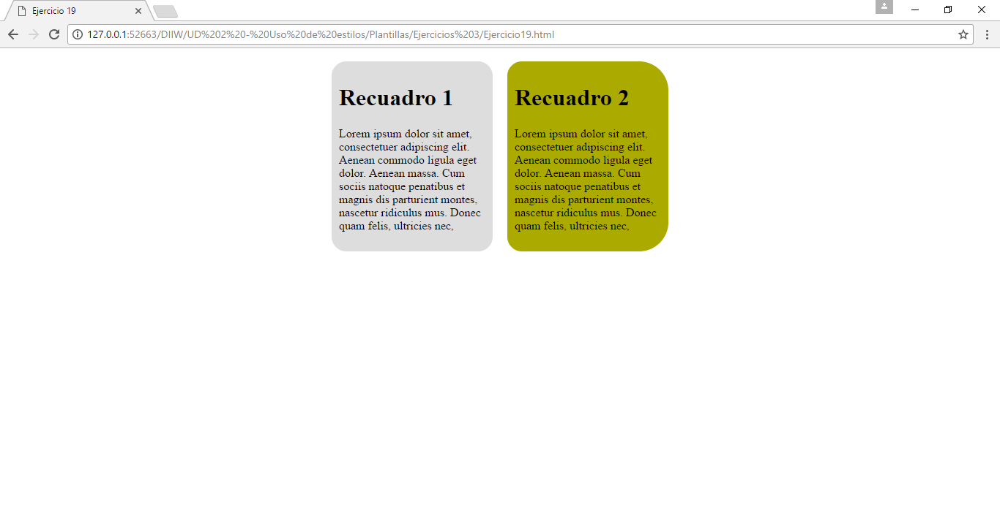 Ejercicio 19
127.0.0.1:52663/DIIW/UD%202%20-%20Uso%20de%20estilos/Plantillas/Ejercicios%203/Ejercicio19.html
Recuadro 1
Lorem ipsum dolor sit amet,
consectetuer adipiscing elit.
Aenean commodo ligula eget
dolor. Aenean massa. Cum
sociis natoque penatibus et
magnis dis parturient montes,
nascetur ridiculus mus. Donec
quam felis, ultricies nec,
Recuadro 2
Lorem ipsum dolor sit amet,
consectetuer adipiscing elit.
Aenean commodo ligula eget
dolor. Aenean massa. Cum
sociis natoque penatibus et
magnis dis parturient montes,
nascetur ridiculus mus. Donec
quam felis, ultricies nec,